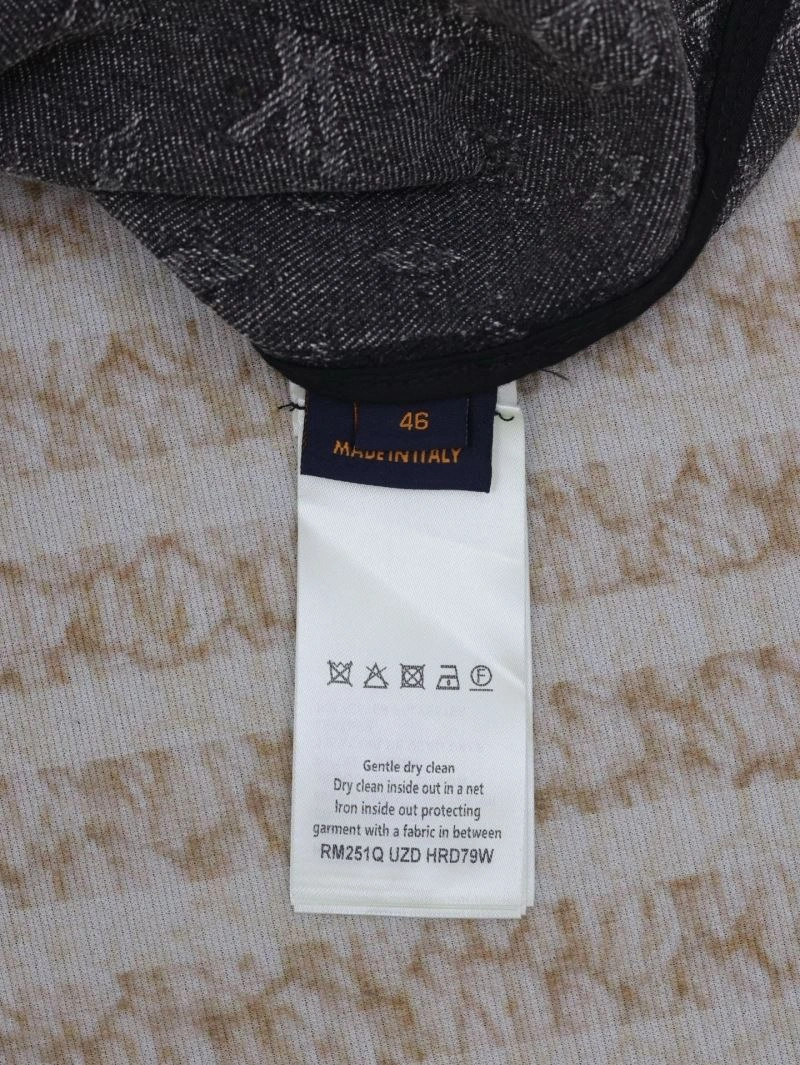 46
MADE IN ITALY
F
Gentle dry clean
Dry clean inside out in a net
Iron inside out protecting
garment with a fabric in between
RM251Q UZD HRD79W